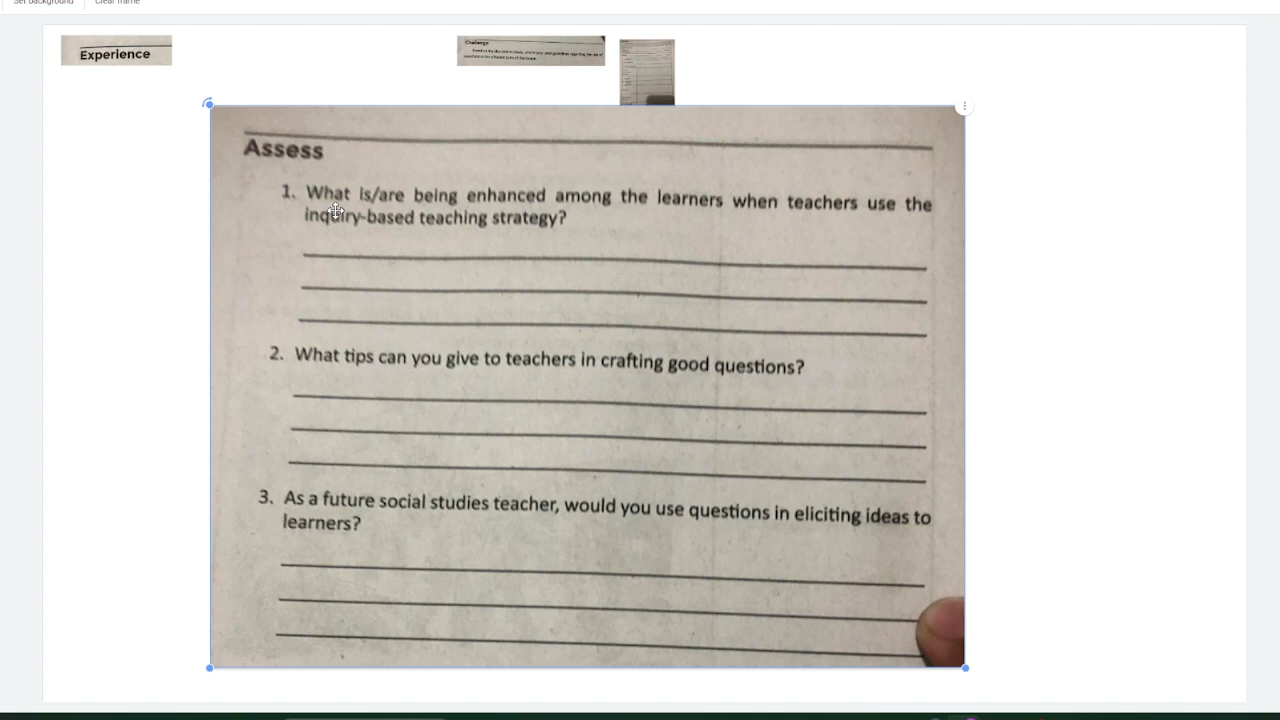 Set background Clear frame
Experience
Challenge
Assess
1. What is/are being enhanced among the learners when teachers use the
inquiry-based teaching strategy?
2. What tips can you give to teachers in crafting good questions?
3. As a future social studies teacher, would you use questions in eliciting ideas to
learners?